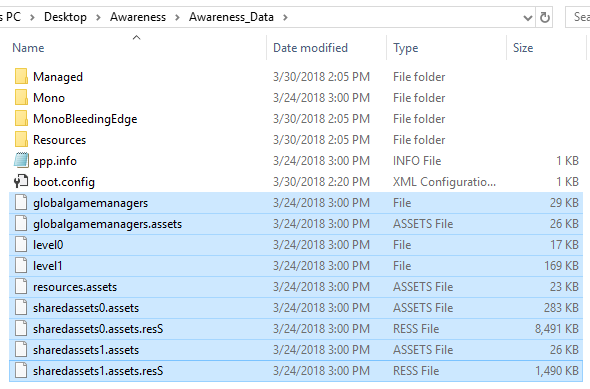 s PC > Desktop > Awareness > Awareness_Data >
Name Date modified Type Size
Managed 3/30/2018 2:05 PM File folder
Mono 3/24/2018 3:00 PM File folder
MonoBleedingEdge 3/30/2018 2:05 PM File folder
Resources 3/30/2018 2:05 PM File folder
app.info 3/24/2018 3:00 PM INFO File 1 KB
boot.config 3/30/2018 2:20 PM XML Configuratio... 1 KB
globalgamemanagers 3/24/2018 3:00 PM File 29 KB
globalgamemanagers.assets 3/24/2018 3:00 PM ASSETS File 26 KB
level0 3/24/2018 3:00 PM File 17 KB
level1 3/24/2018 3:00 PM File 169 KB
resources.assets 3/24/2018 3:00 PM ASSETS File 23 KB
sharedassets0.assets 3/24/2018 3:00 PM ASSETS File 283 KB
sharedassets0.assets.resS 3/24/2018 3:00 PM RESS File 8,491 KB
sharedassets1.assets 3/24/2018 3:00 PM ASSETS File 26 KB
sharedassets1.assets.resS 3/24/2018 3:00 PM RESS File 1,490 KB